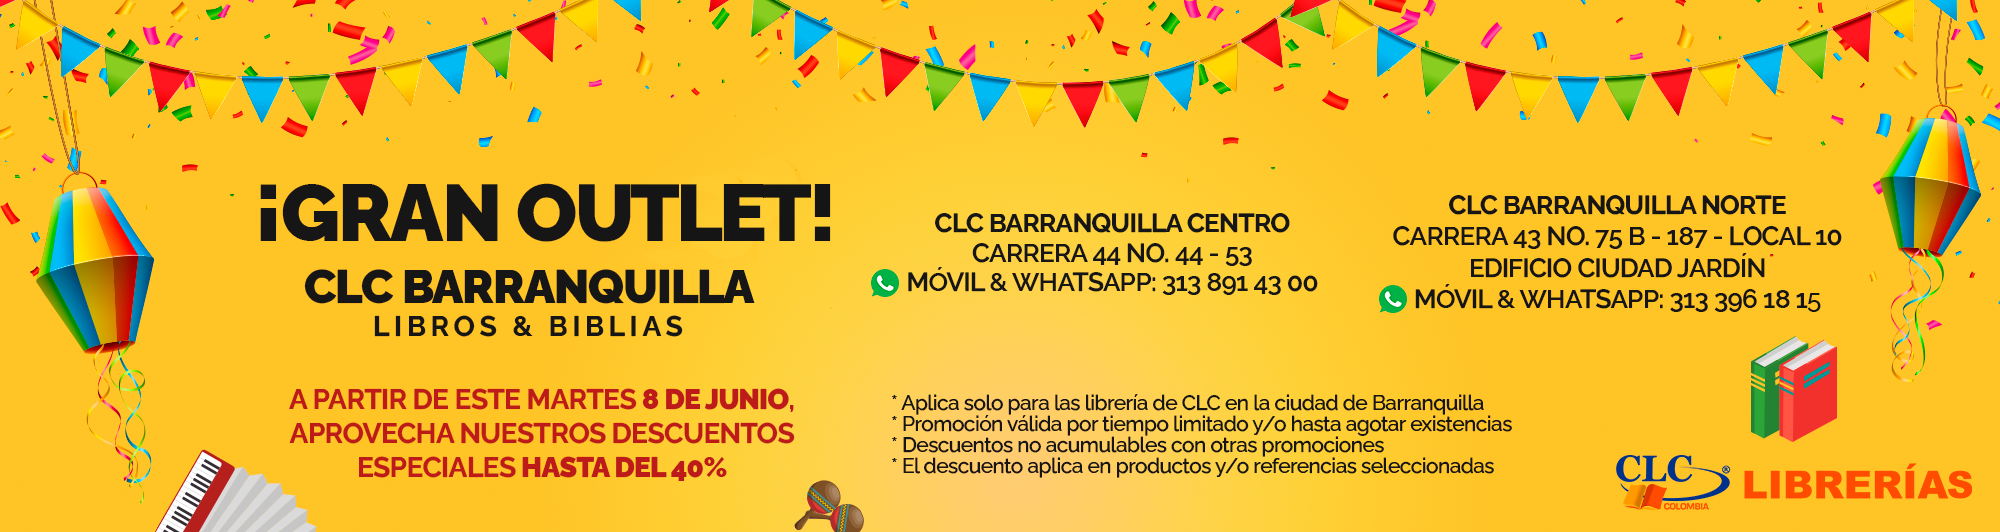 ¡GRAN OUTLET!
CLC BARRANQUILLA
LIBROS & BIBLIAS
A PARTIR DE ESTE MARTES 8 DE JUNIO,
APROVECHA NUESTROS DESCUENTOS
ESPECIALES HASTA DEL 40%
CLC BARRANQUILLA CENTRO
CARRERA 44 NO. 44 - 53
MÓVIL & WHATSAPP: 313 891 43 00
CLC BARRANQUILLA NORTE
CARRERA 43 NO. 75 B - 187 - LOCAL 10
EDIFICIO CIUDAD JARDÍN
MÓVIL & WHATSAPP: 313 396 18 15
* Aplica solo para las librería de CLC en la ciudad de Barranquilla
* Promoción válida por tiempo limitado y/o hasta agotar existencias
* Descuentos no acumulables con otras promociones
* El descuento aplica en productos y/o referencias seleccionadas
CLC® LIBRERÍAS
COLOMBIA